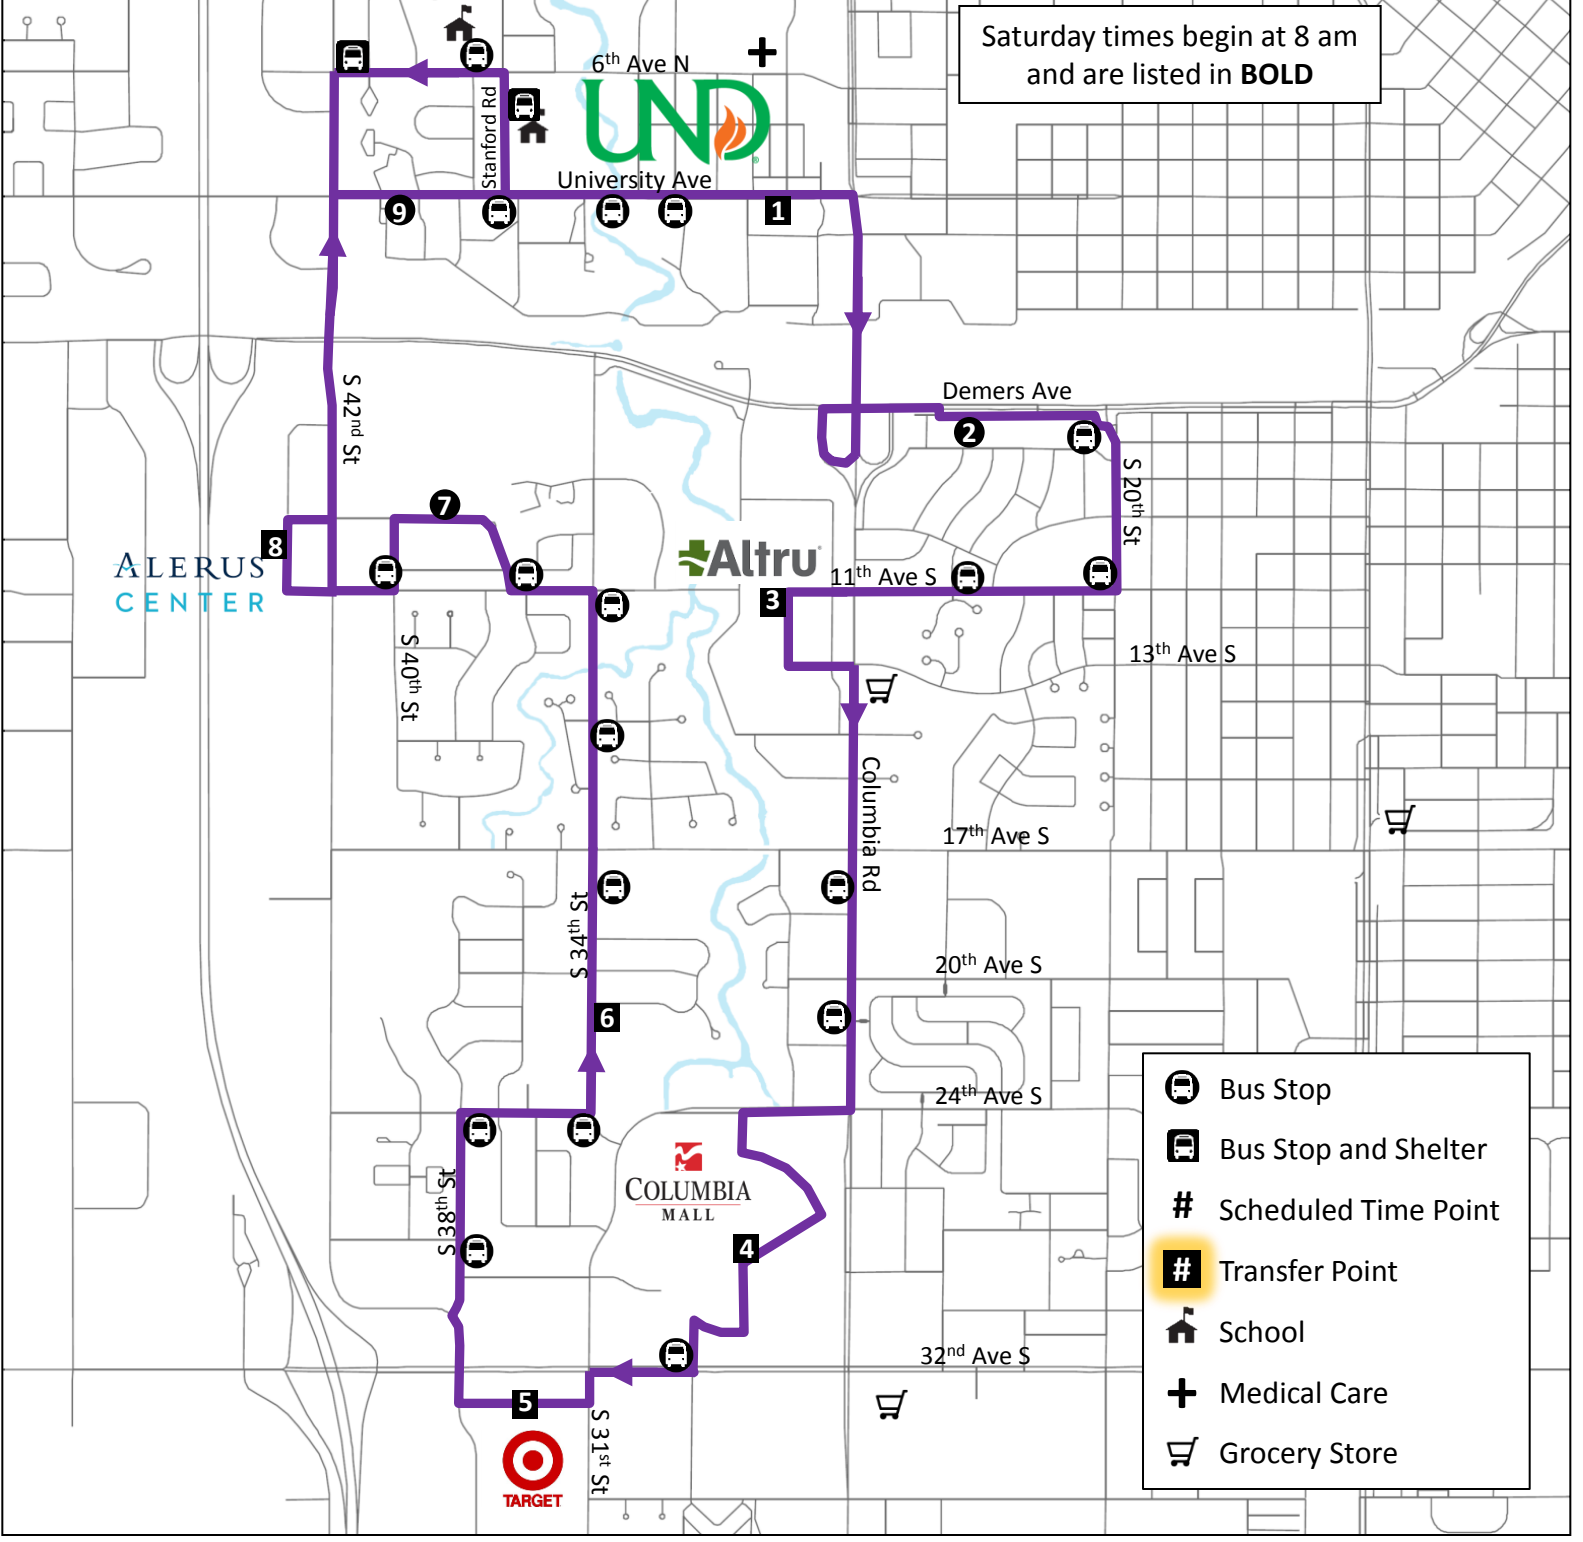 Saturday times begin at 8 am
and are listed in BOLD
6th Ave N
UND
Stanford Rd
University Ave
9
1
Demers Ave
2
S 42nd St
S 20th St
7
8
ALERUS
CENTER
Altru
11th Ave S
3
S 40th St
13th Ave S
Columbia Rd
17th Ave S
S 34th St
20th Ave S
6
24th Ave S
COLUMBIA
MALL
S 38th St
4
32nd Ave S
5
S 31st St
TARGET
Bus Stop
Bus Stop and Shelter
# Scheduled Time Point
# Transfer Point
School
Medical Care
Grocery Store